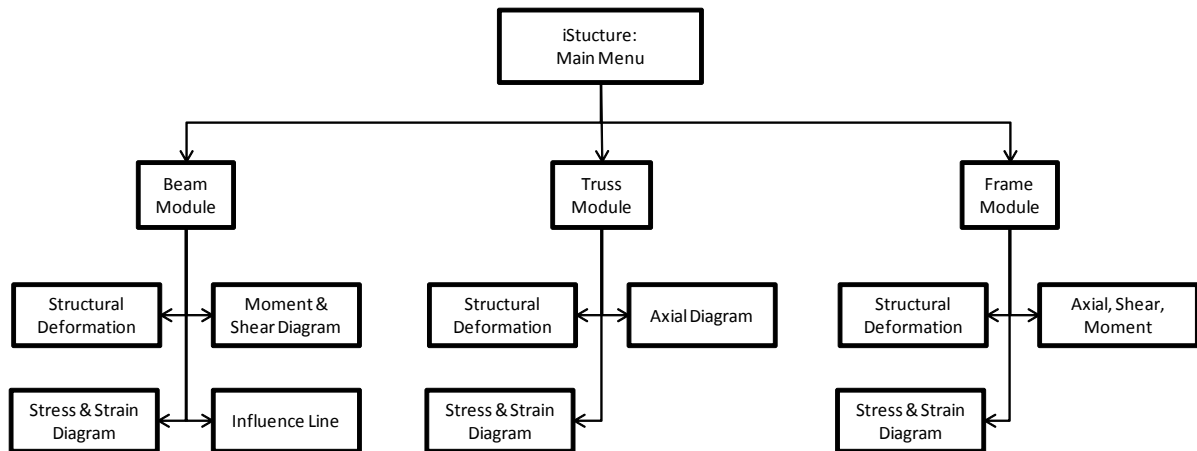 iStucture:
Main Menu
Beam
Module
Truss
Module
Frame
Module
Structural
Deformation
Moment &
Shear Diagram
Structural
Deformation
Axial Diagram
Structural
Deformation
Axial, Shear,
Moment
Stress & Strain
Diagram
Influence Line
Stress & Strain
Diagram
Stress & Strain
Diagram